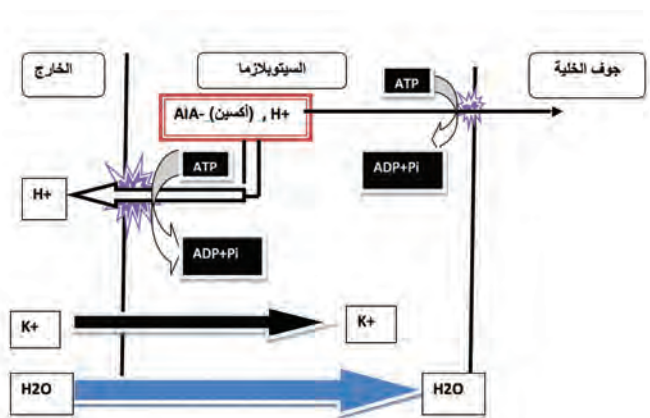 الخارج
السيتوبلازما
جوف الخلية
ATP
AIA- (أكسين) , H+
ATP
ADP+Pi
H+
ADP+Pi
K+
K+
H2O
H2O